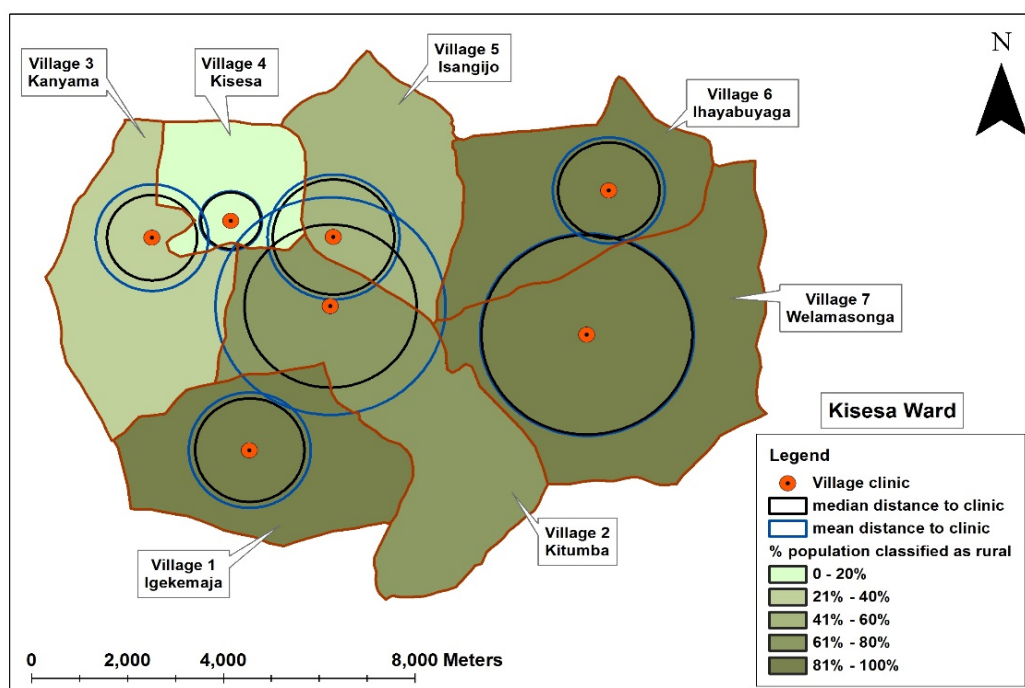 Village 3
Kanyama
Village 4
Kisesa
Village 5
Isangijo
Village 6
Ihayabuyaga
N
Village 7
Welamasonga
Village 2
Kitumba
Village 1
Igekemaja
Kisesa Ward
Legend
Village clinic
median distance to clinic
mean distance to clinic
% population classified as rural
0 - 20%
21% - 40%
41% - 60%
61% - 80%
81% - 100%
0 2,000 4,000 8,000 Meters